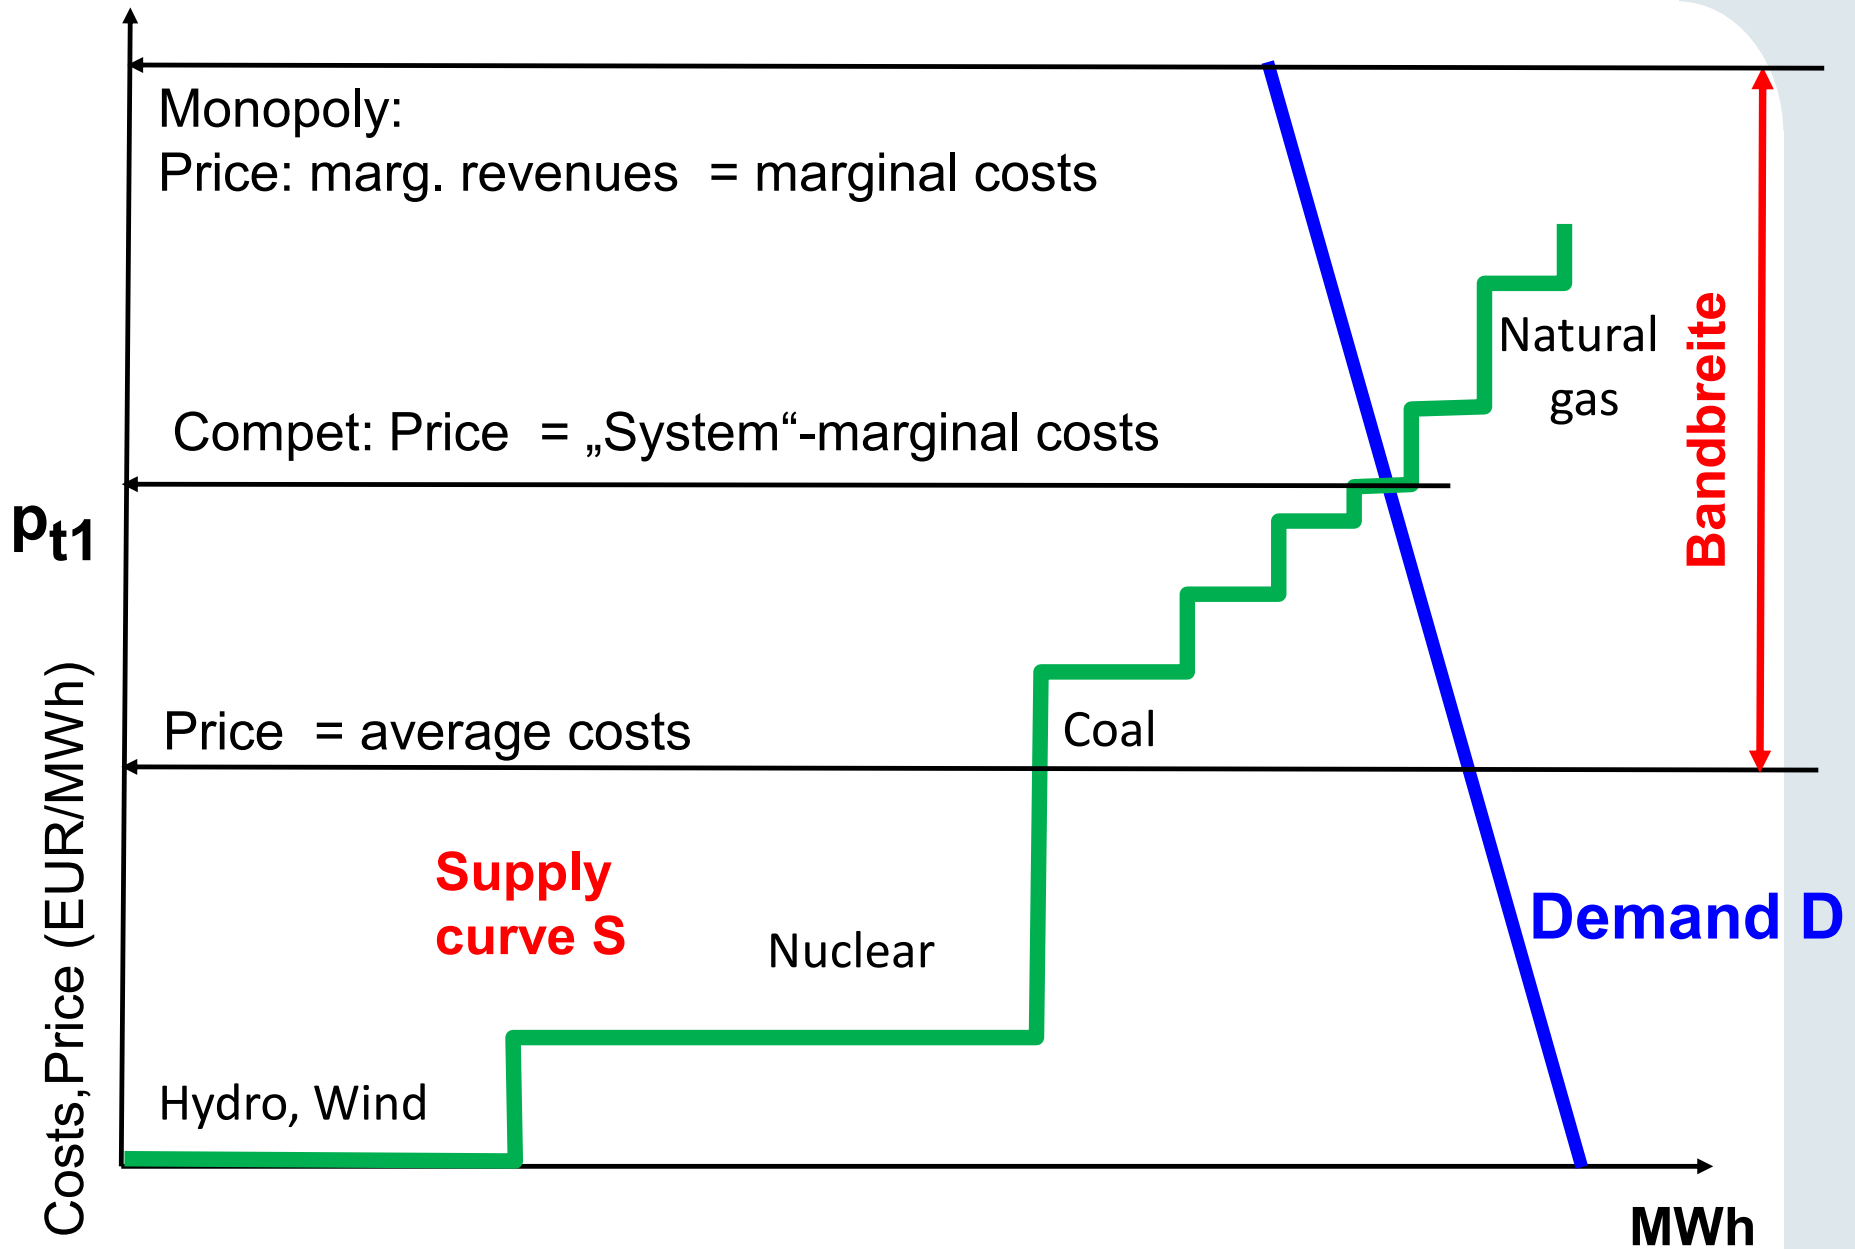 Monopoly:
Price: marg. revenues = marginal costs
Natural
gas
Bandbreite
Compet: Price = „System“-marginal costs
pt1
Costs,Price (EUR/MWh)
Price = average costs
Coal
Supply
curve S
Nuclear
Demand D
Hydro, Wind
MWh